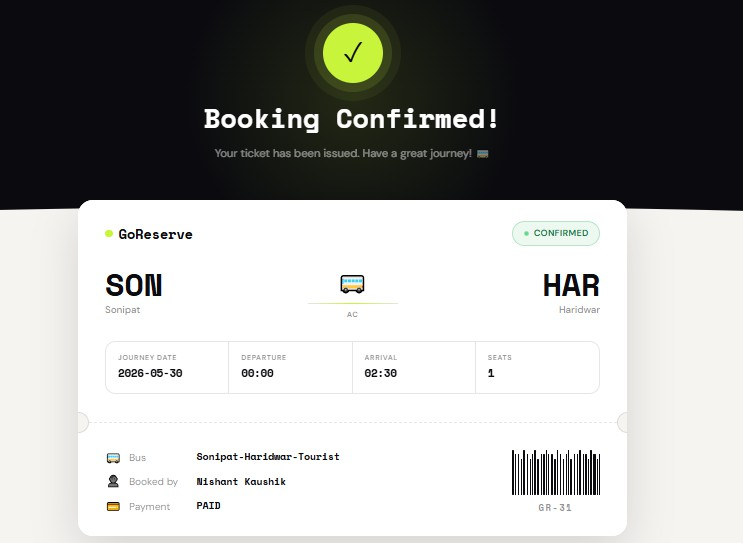 Booking Confirmed!
Your ticket has been issued. Have a great journey!
GoReserve
CONFIRMED
SON
HAR
Sonipat
Haridwar
AC
JOURNEY DATE
DEPARTURE
ARRIVAL
SEATS
2026-05-30
00:00
02:30
1
Bus
Sonipat-Haridwar-Tourist
Booked by
Nishant Kaushik
Payment
PAID
GR-31